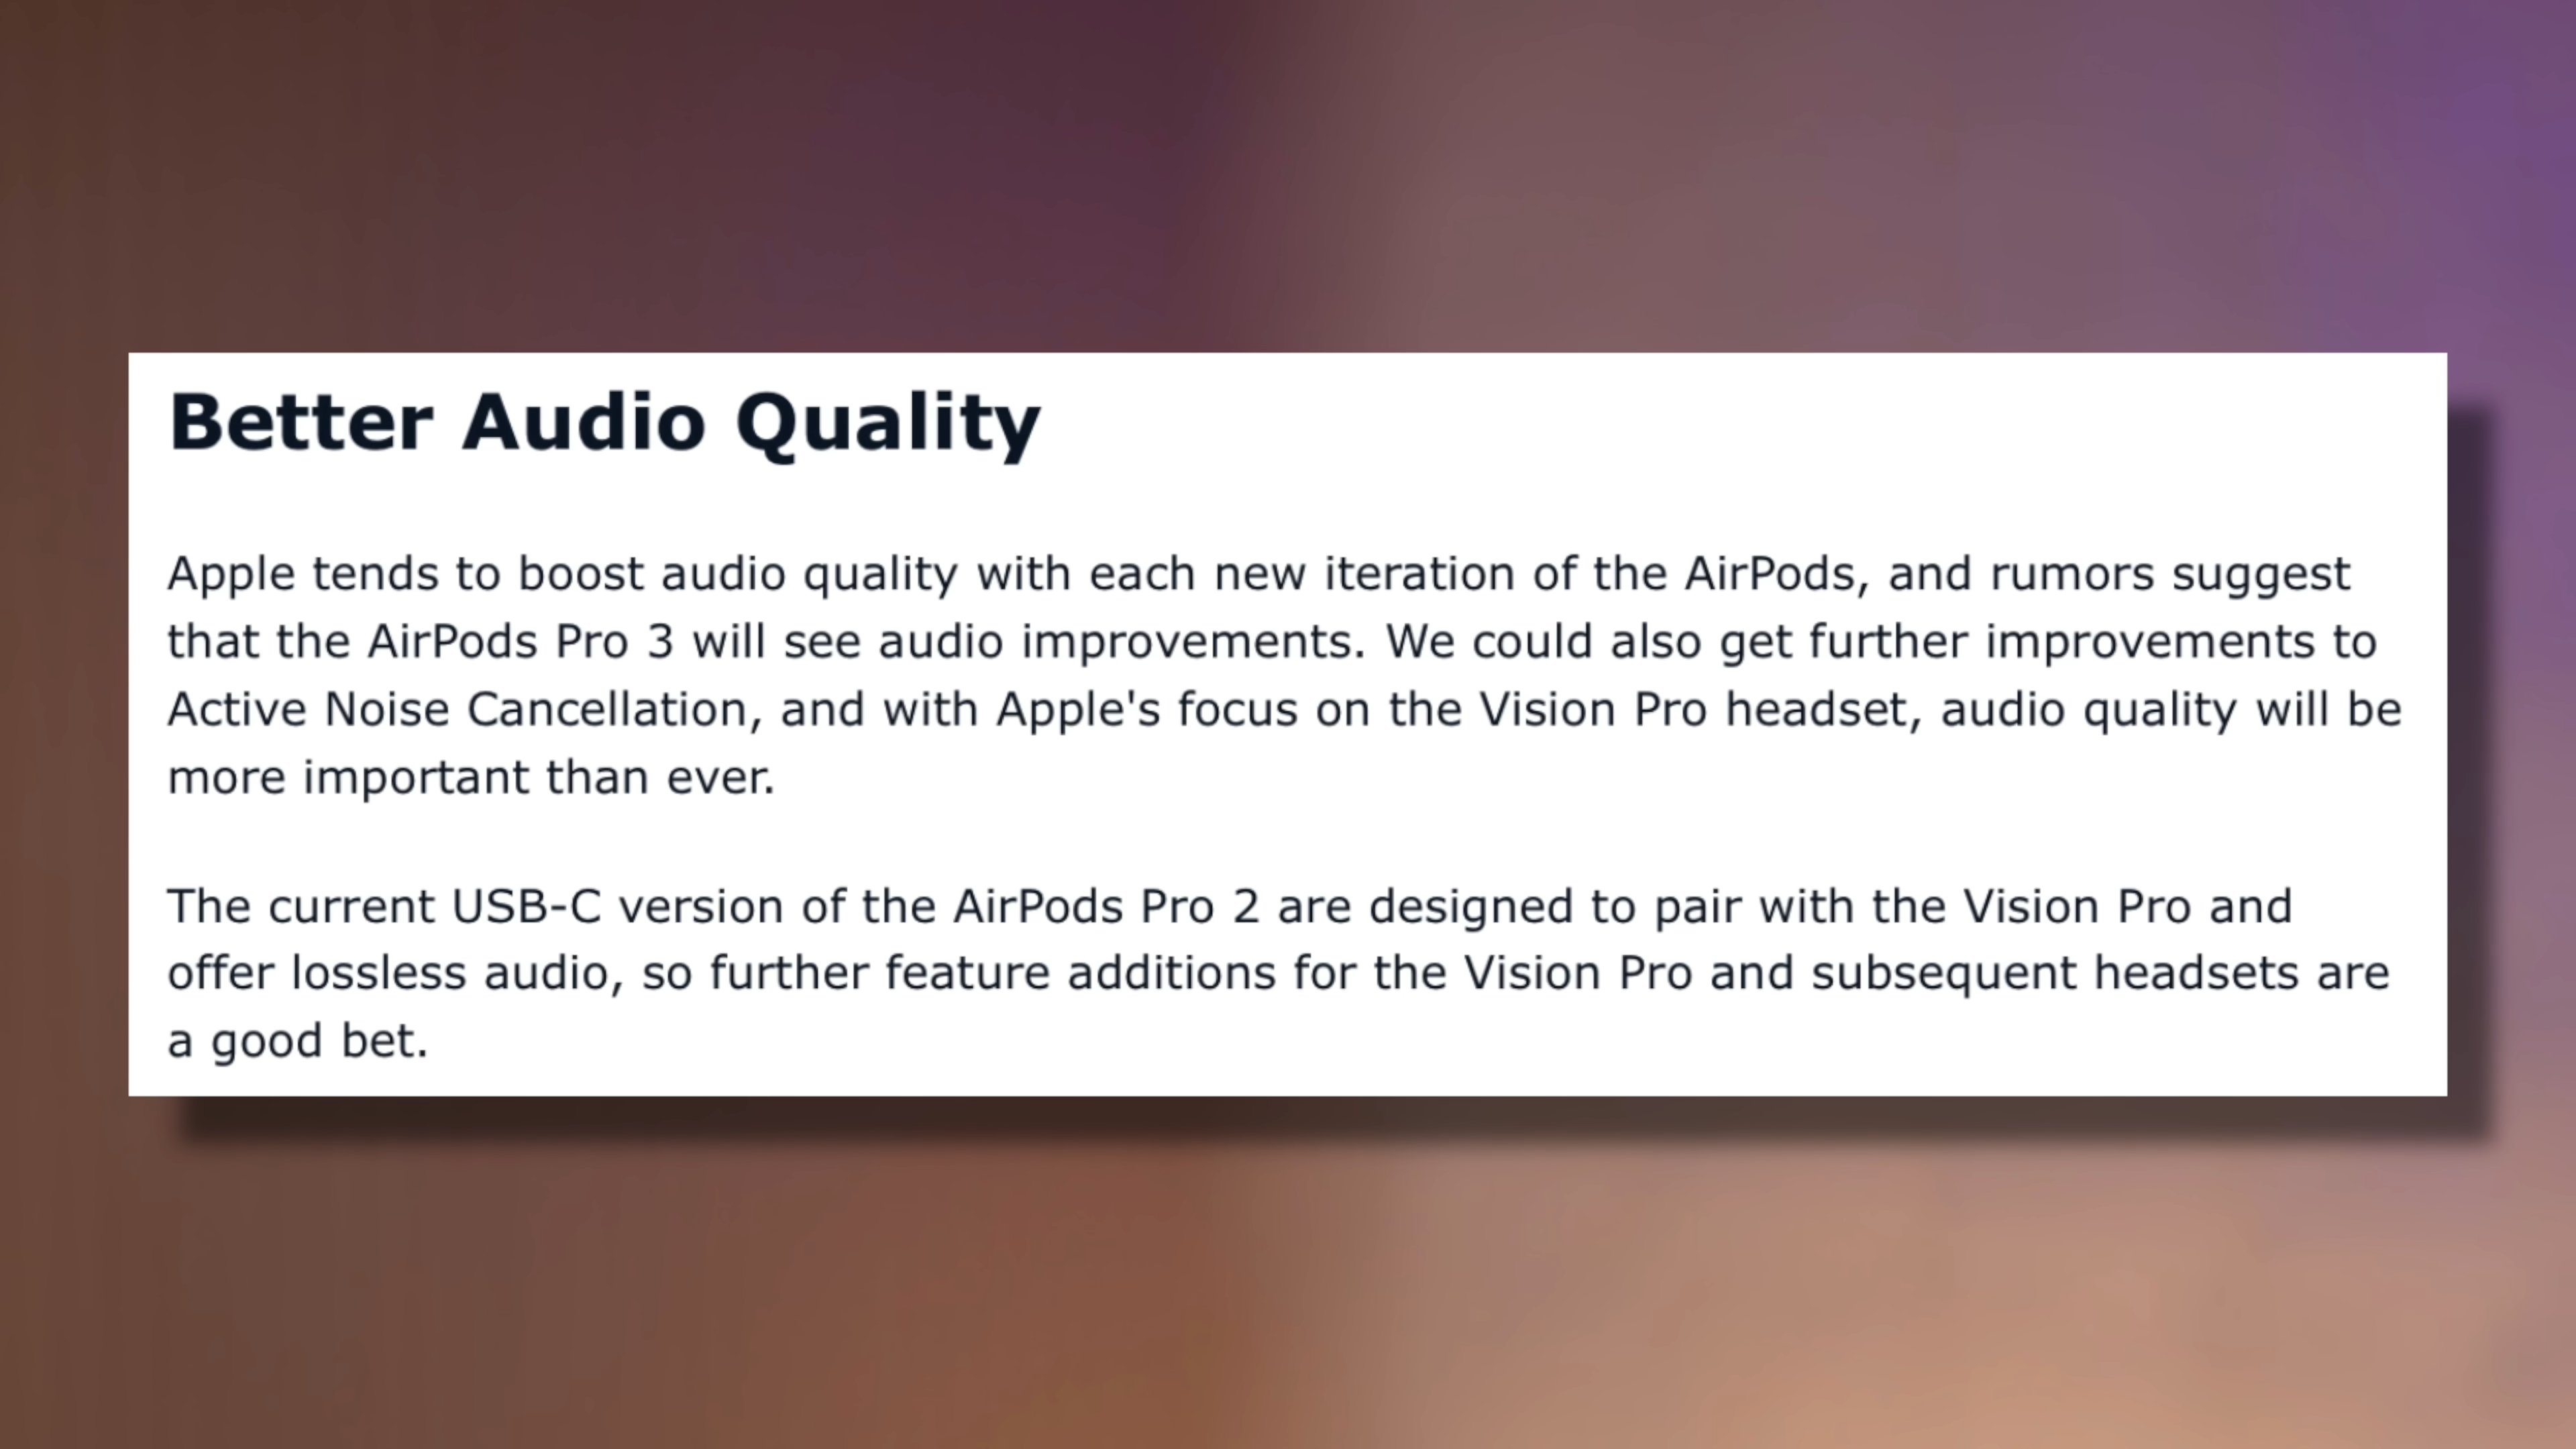 Better Audio Quality
Apple tends to boost audio quality with each new iteration of the AirPods, and rumors suggest
that the AirPods Pro 3 will see audio improvements. We could also get further improvements to
Active Noise Cancellation, and with Apple's focus on the Vision Pro headset, audio quality will be
more important than ever.
The current USB-C version of the AirPods Pro 2 are designed to pair with the Vision Pro and
offer lossless audio, so further feature additions for the Vision Pro and subsequent headsets are
a good bet.